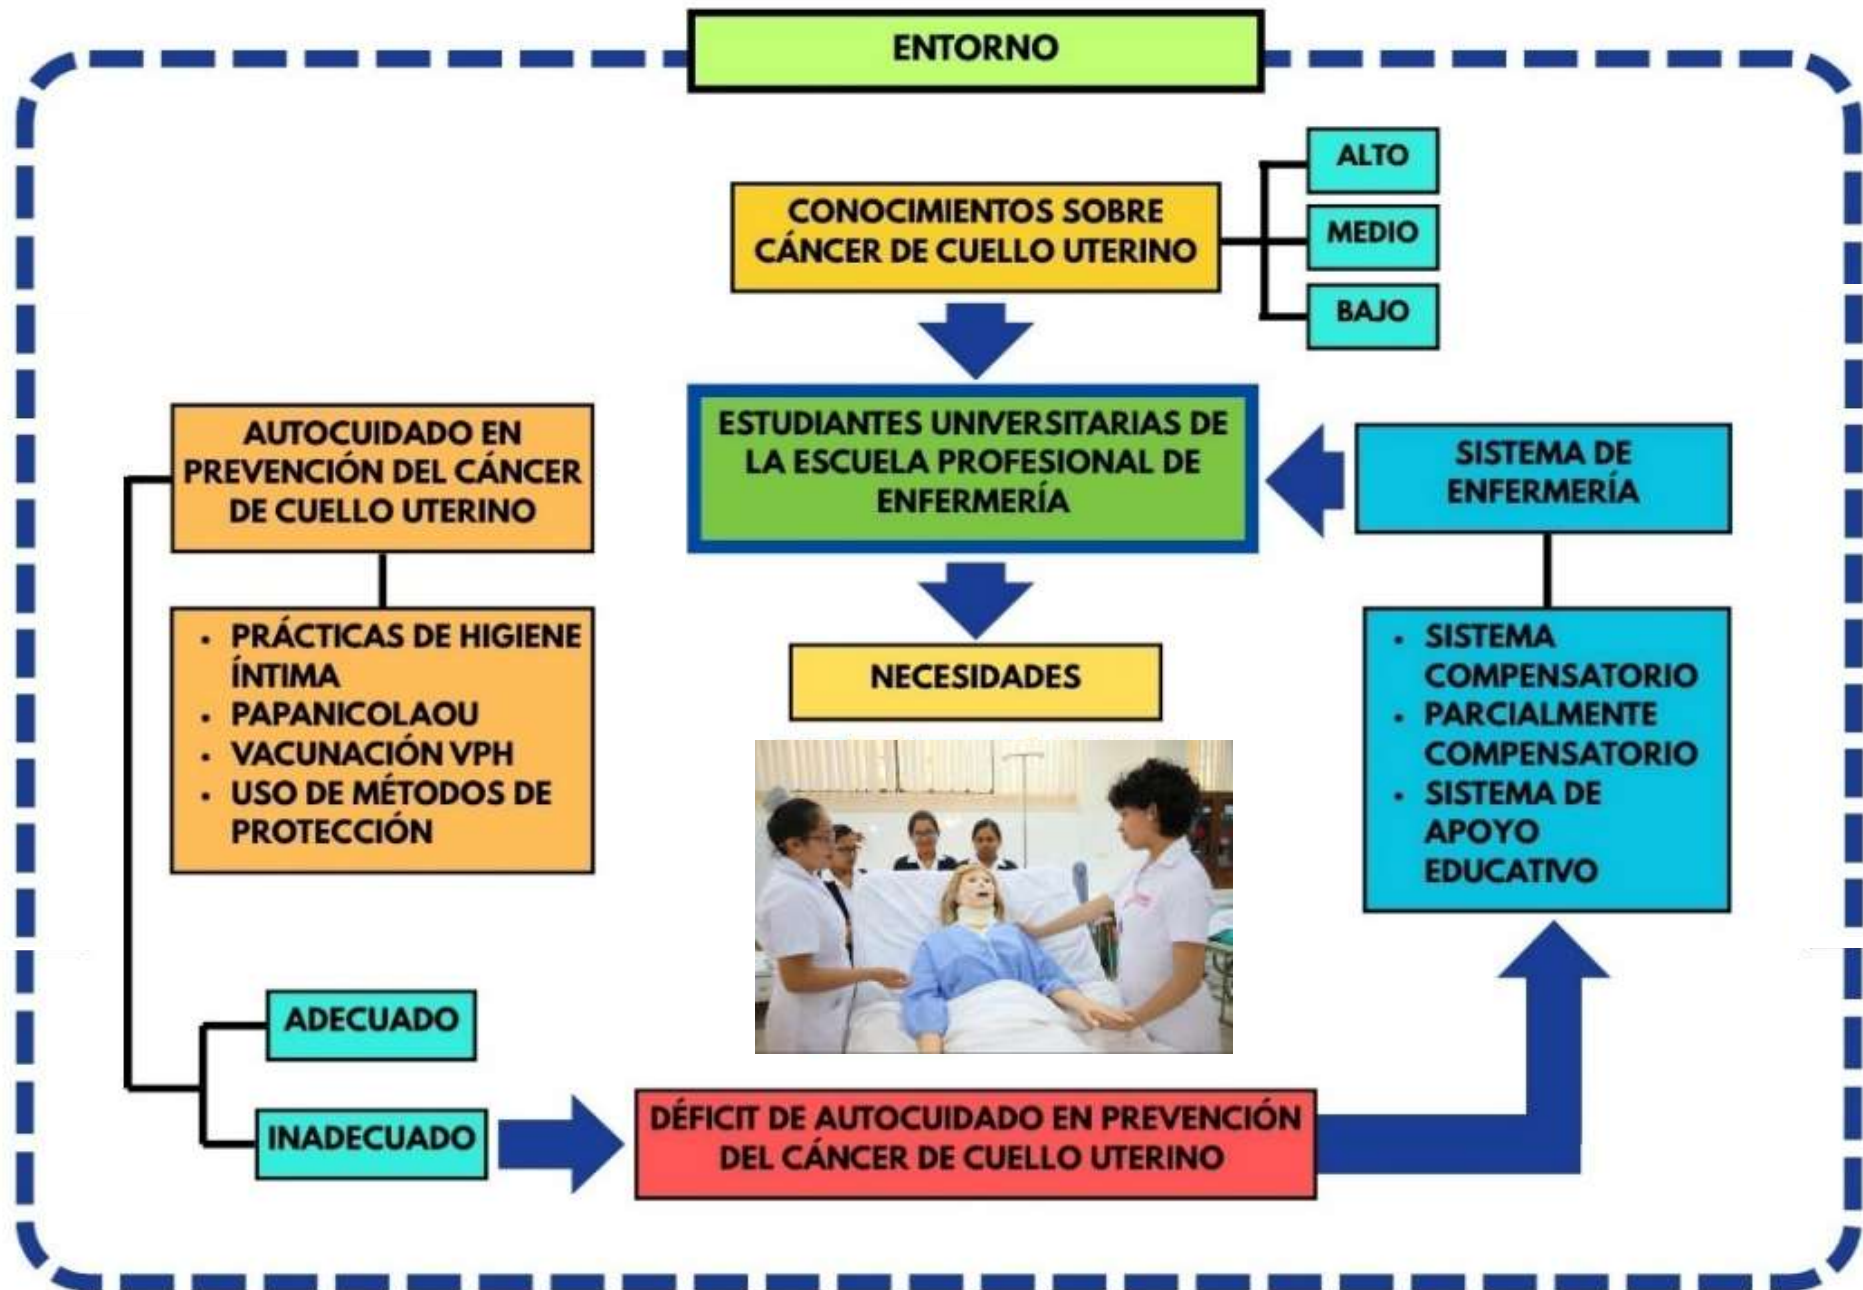 ENTORNO
CONOCIMIENTOS SOBRE
CÁNCER DE CUELLO UTERINO
ALTO
MEDIO
BAJO
AUTOCUIDADO EN
PREVENCIÓN DEL CÁNCER
DE CUELLO UTERINO
ESTUDIANTES UNIVERSITARIAS DE
LA ESCUELA PROFESIONAL DE
ENFERMERÍA
SISTEMA DE
ENFERMERÍA
• PRÁCTICAS DE HIGIENE
ÍNTIMA
• PAPANICOLAOU
• VACUNACIÓN VPH
• USO DE MÉTODOS DE
PROTECCIÓN
NECESIDADES
• SISTEMA
COMPENSATORIO
• PARCIALMENTE
COMPENSATORIO
• SISTEMA DE
APOYO
EDUCATIVO
ADECUADO
INADECUADO
DÉFICIT DE AUTOCUIDADO EN PREVENCIÓN
DEL CÁNCER DE CUELLO UTERINO